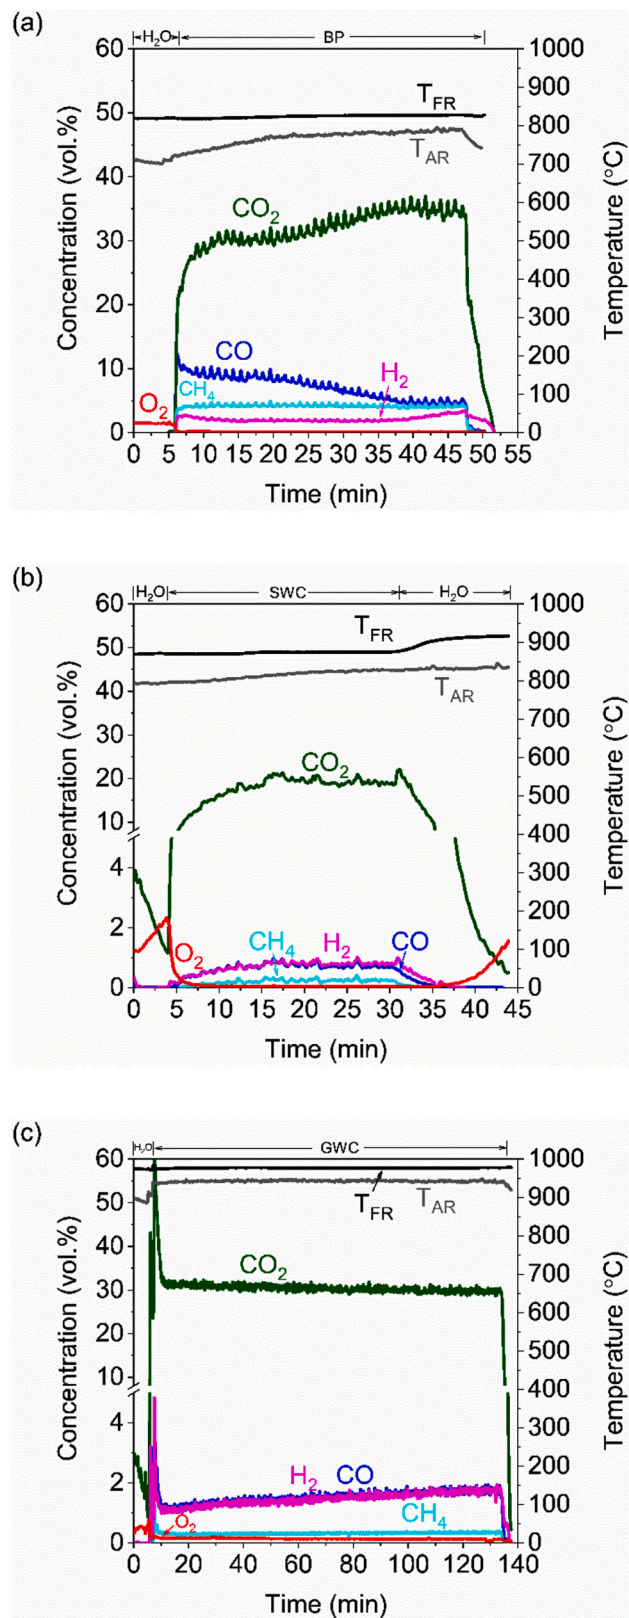 (a)
H2O BP
60 1000
50 900
40 800
30 700
20 600
10 500
0 400
300
200
100
0
TFR
TAR
CO2
CO
CH4
H2
O2
0 5 10 15 20 25 30 35 40 45 50 55
Time (min)
Concentration (vol.%)
Temperature (°C)
(b)
H2O SWC H2O
60 1000
50 900
40 800
30 700
20 600
10 500
4 400
2 300
0 200
100
0
TFR
TAR
CO2
O2
CH4
H2
CO
0 5 10 15 20 25 30 35 40 45
Time (min)
Concentration (vol.%)
Temperature (°C)
(c)
H2O GWC
60 1000
50 900
40 800
30 700
20 600
10 500
4 400
2 300
0 200
100
0
TFR
TAR
CO2
H2
CO
O2
CH4
0 20 40 60 80 100 120 140
Time (min)
Concentration (vol.%)
Temperature (°C)